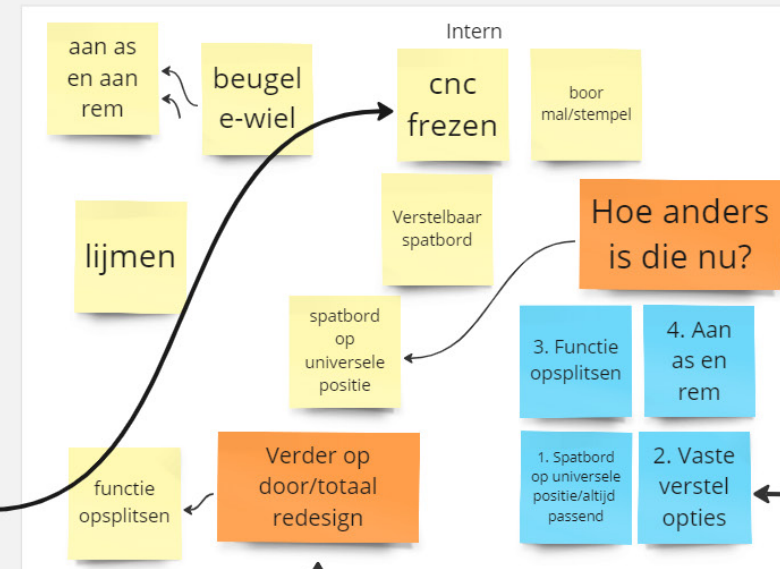 Intern
aan as
en aan
rem
beugel
e-wiel
cnc
frezen
boor
mal/stempel
lijmen
Verstelbaar
spatbord
Hoe anders
is die nu?
spatbord
op
universele
positie
3. Functie
opsplitsen
4. Aan
as en
rem
functie
opsplitsen
Verder op
door/totaal
redesign
1. Spatbord
op universele
positie/altijd
passend
2. Vaste
verstel
opties